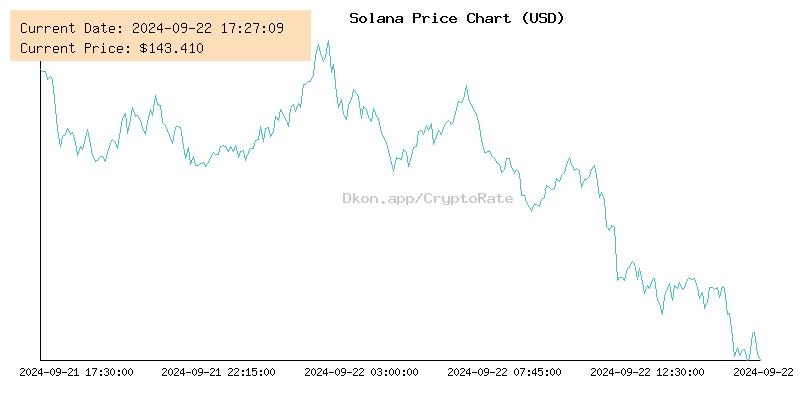 Solana Price Chart (USD)
Current Date: 2024-09-22 17:27:09
Current Price: $143.410
Dkon.app/CryptoRate
2024-09-21 17:30:00 2024-09-21 22:15:00 2024-09-22 03:00:00 2024-09-22 07:45:00 2024-09-22 12:30:00 2024-09-22